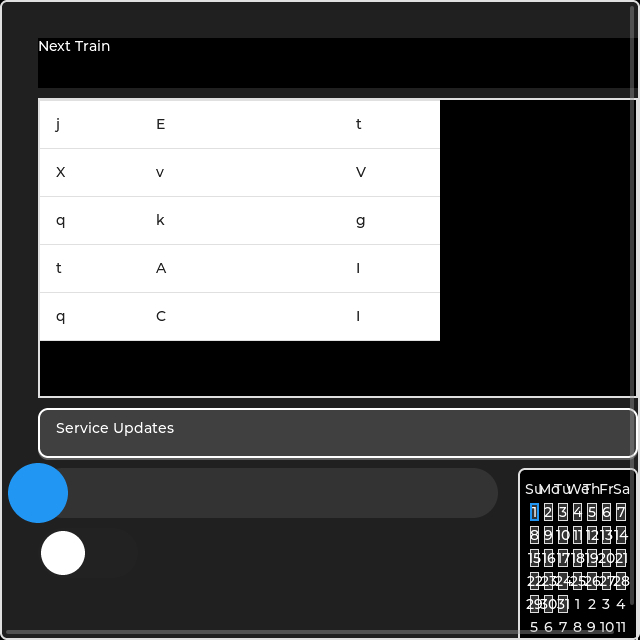 Next Train
j E t
X v V
q k g
t A I
q C I
Service Updates
Su Mo Tu We Th Fr Sa
1 2 3 4 5 6 7
8 9 10 11 12 13 14
15 16 17 18 19 20 21
22 23 24 25 26 27 28
29 30 31 1 2 3 4
5 6 7 8 9 10 11